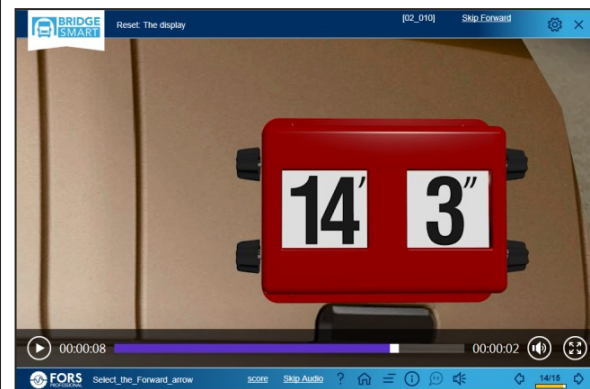 BRIDGE SMART
Reset: The display
[02_010]
Skip Forward
14' 3"
00:00:08
00:00:02
FORS PROFESSIONAL
Select_the_Forward_arrow
score
Skip Audio
?
14/15